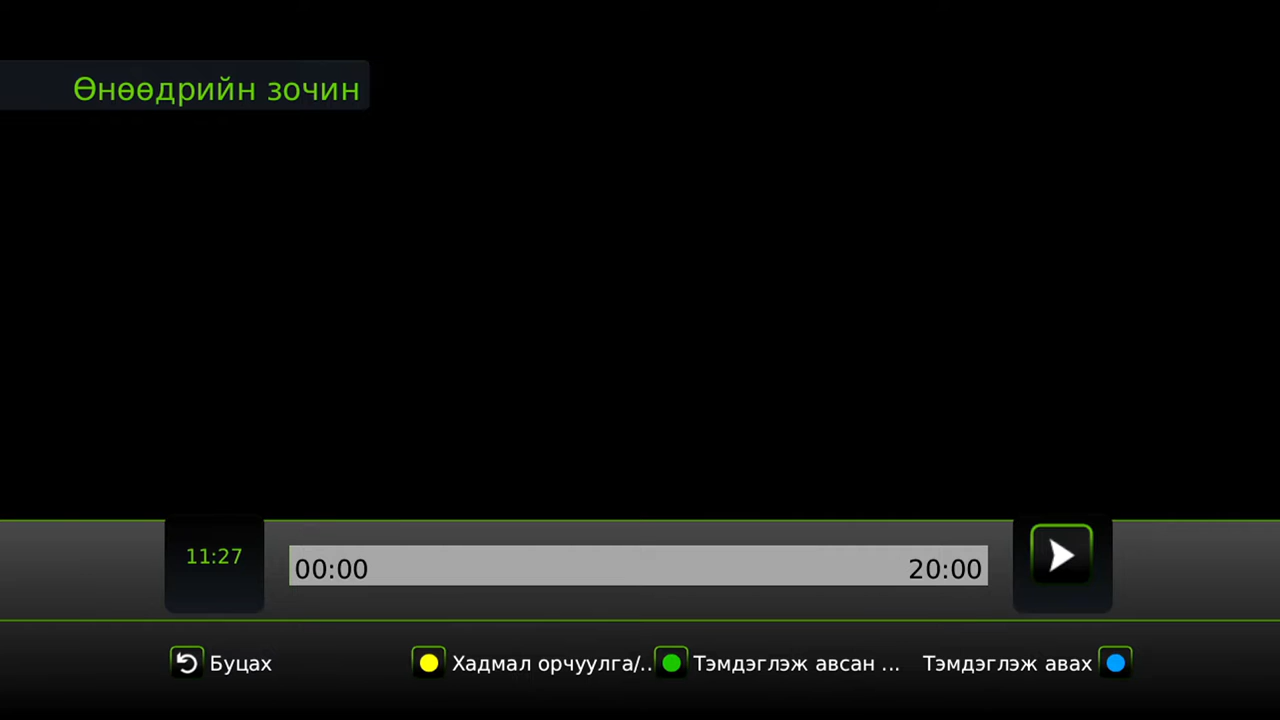 Өнөөдрийн зочин
11:27
00:00 20:00
Буцах Хадмал орчуулга/.. Тэмдэглэж авсан ... Тэмдэглэж авах